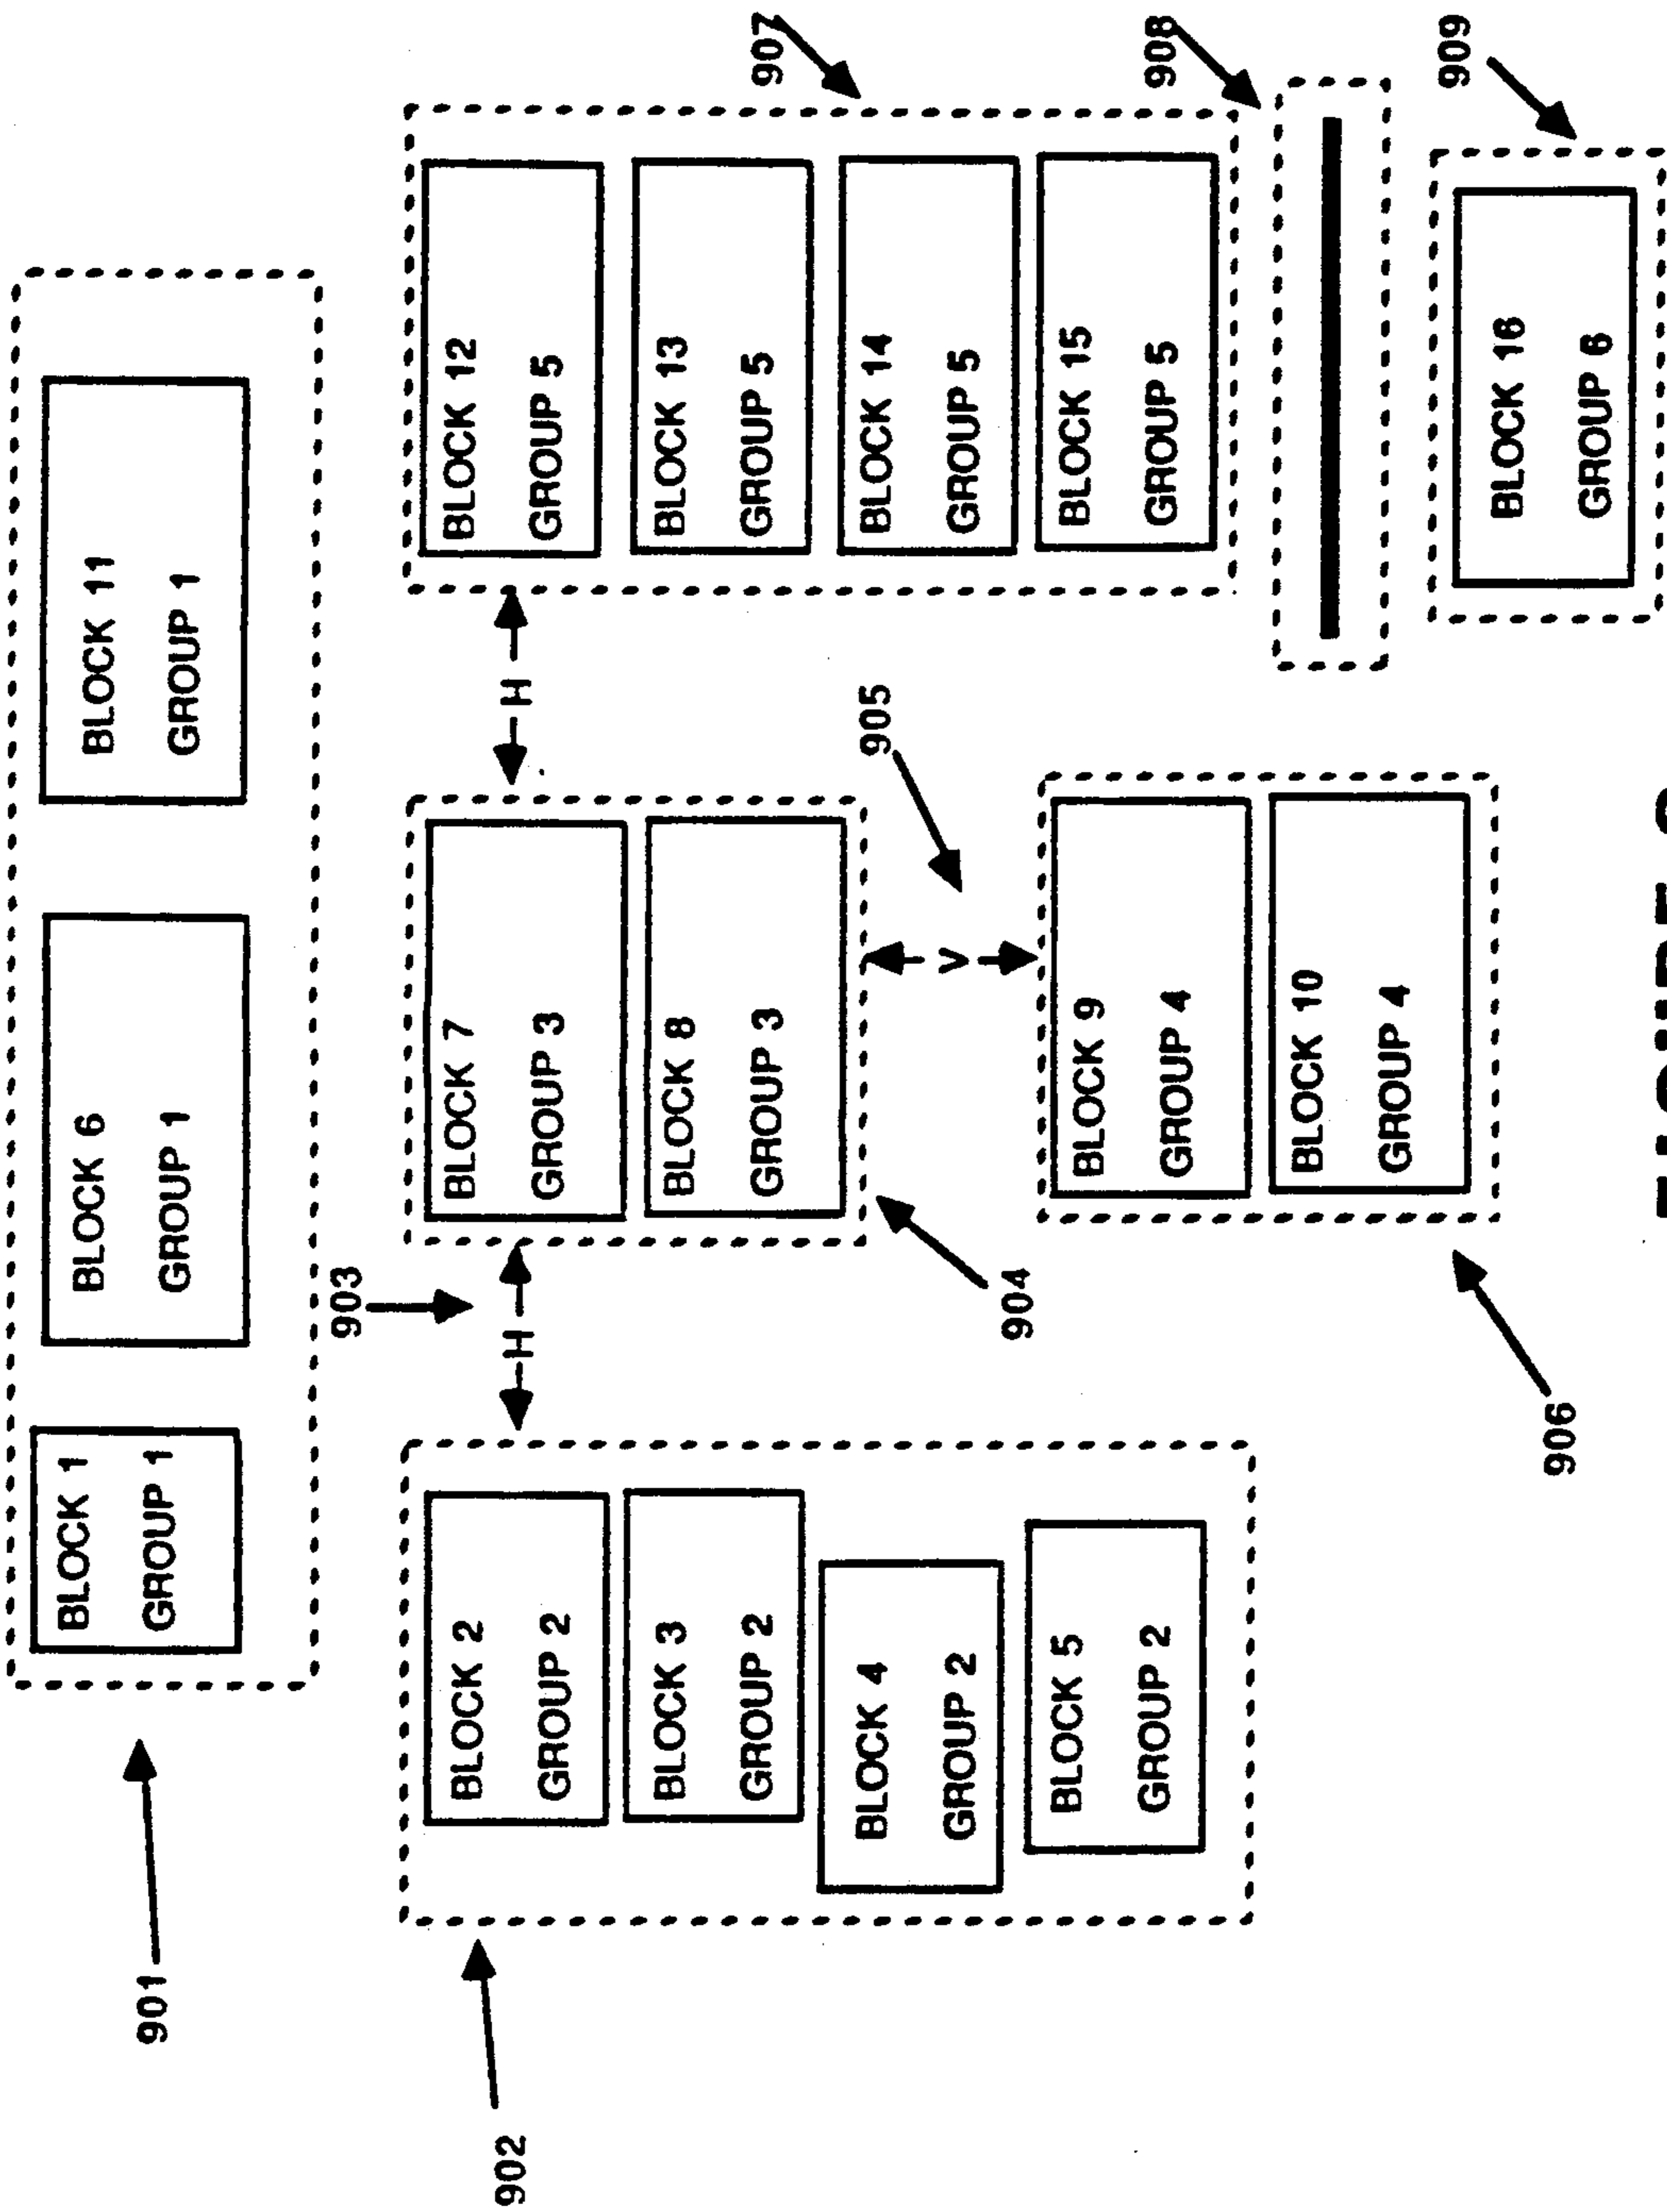 901
BLOCK 1
GROUP 1
BLOCK 6
GROUP 1
BLOCK 11
GROUP 1
902
BLOCK 2
GROUP 2
BLOCK 3
GROUP 2
BLOCK 4
GROUP 2
BLOCK 5
GROUP 2
903
H
BLOCK 7
GROUP 3
BLOCK 8
GROUP 3
904
V
905
BLOCK 9
GROUP 4
BLOCK 10
GROUP 4
906
H
BLOCK 12
GROUP 5
BLOCK 13
GROUP 5
BLOCK 14
GROUP 5
BLOCK 15
GROUP 5
907
908
BLOCK 16
GROUP 6
909